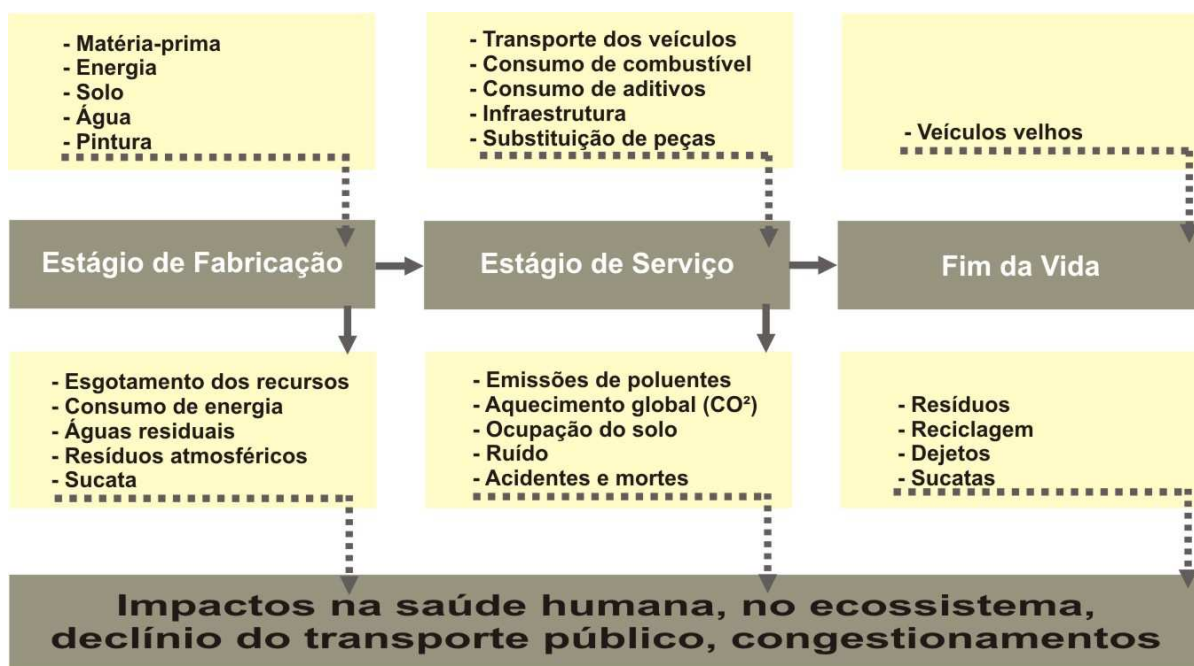 - Matéria-prima
- Energia
- Solo
- Água
- Pintura
- Transporte dos veículos
- Consumo de combustível
- Consumo de aditivos
- Infraestrutura
- Substituição de peças
- Veículos velhos
Estágio de Fabricação
Estágio de Serviço
Fim da Vida
- Esgotamento dos recursos
- Consumo de energia
- Águas residuais
- Resíduos atmosféricos
- Sucata
- Emissões de poluentes
- Aquecimento global (CO²)
- Ocupação do solo
- Ruído
- Acidentes e mortes
- Resíduos
- Reciclagem
- Dejetos
- Sucatas
Impactos na saúde humana, no ecossistema,
declínio do transporte público, congestionamentos